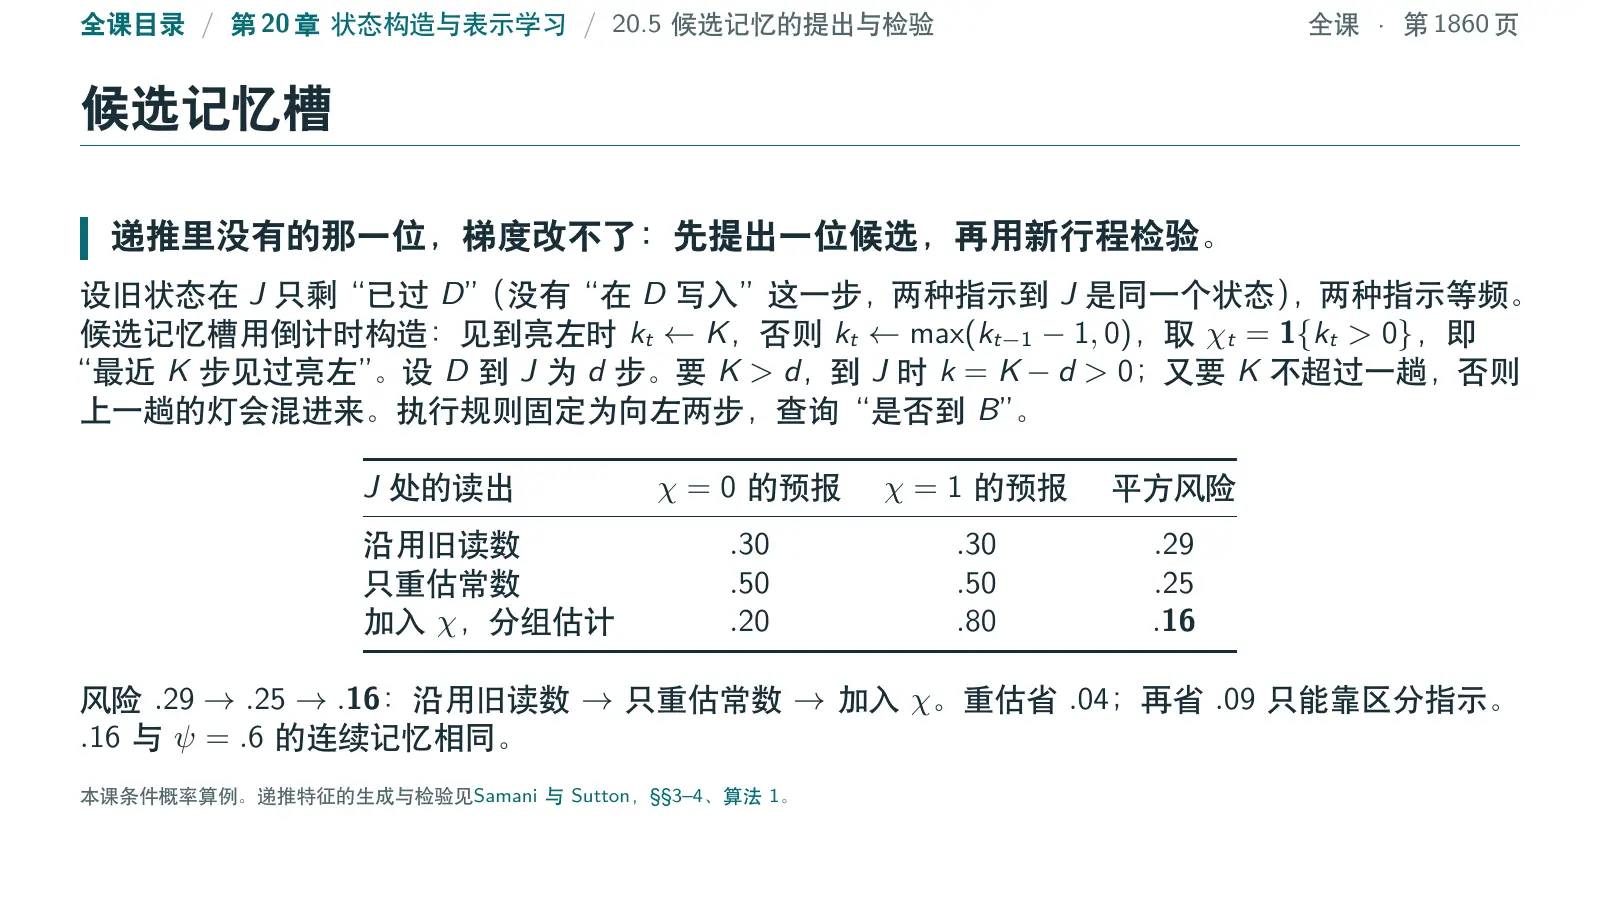 全课目录 / 第20章 状态构造与表示学习 / 20.5 候选记忆的提出与检验
全课 · 第1860页
候选记忆槽
递推里没有的那一位，梯度改不了：先提出一位候选，再用新行程检验。
设旧状态在 J 只剩 “已过 D”（没有 “在 D 写入” 这一步，两种指示到 J 是同一个状态），两种指示等频。
候选记忆槽用倒计时构造：见到亮左时 kₜ ← K，否则 kₜ ← max(kₜ₋₁ − 1, 0)，取 χₜ = 1{kₜ > 0}，即
“最近 K 步见过亮左”。设 D 到 J 为 d 步。要 K > d，到 J 时 k = K − d > 0；又要 K 不超过一趟，否则
上一趟的灯会混进来。执行规则固定为向左两步，查询 “是否到 B”。
J 处的读出 χ = 0 的预报 χ = 1 的预报 平方风险
沿用旧读数 .30 .30 .29
只重估常数 .50 .50 .25
加入 χ，分组估计 .20 .80 .16
风险 .29 → .25 → .16：沿用旧读数 → 只重估常数 → 加入 χ。重估省 .04；再省 .09 只能靠区分指示。
.16 与 ψ = .6 的连续记忆相同。
本课条件概率算例。递推特征的生成与检验见Samani 与 Sutton，§§3–4、算法 1。